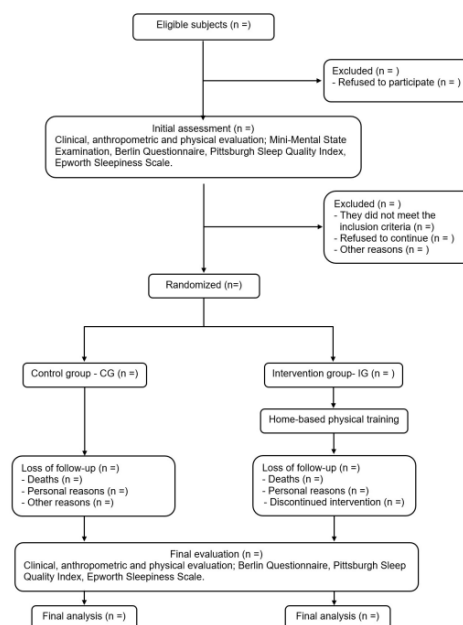 Eligible subjects (n =)
Excluded (n = )
- Refused to participate (n = )
Initial assessment (n =)
Clinical, anthropometric and physical evaluation; Mini-Mental State
Examination, Berlin Questionnaire, Pittsburgh Sleep Quality Index,
Epworth Sleepiness Scale.
Excluded (n = )
- They did not meet the
inclusion criteria (n =)
- Refused to continue (n = )
- Other reasons (n = )
Randomized (n=)
Control group - CG (n =)
Intervention group- IG (n = )
Home-based physical training
Loss of follow-up (n =)
- Deaths (n =)
- Personal reasons (n =)
- Other reasons (n =)
Loss of follow-up (n =)
- Deaths (n =)
- Personal reasons (n =)
- Discontinued intervention (n =)
Final evaluation (n =)
Clinical, anthropometric and physical evaluation; Berlin Questionnaire, Pittsburgh Sleep
Quality Index, Epworth Sleepiness Scale.
Final analysis (n =)
Final analysis (n =)